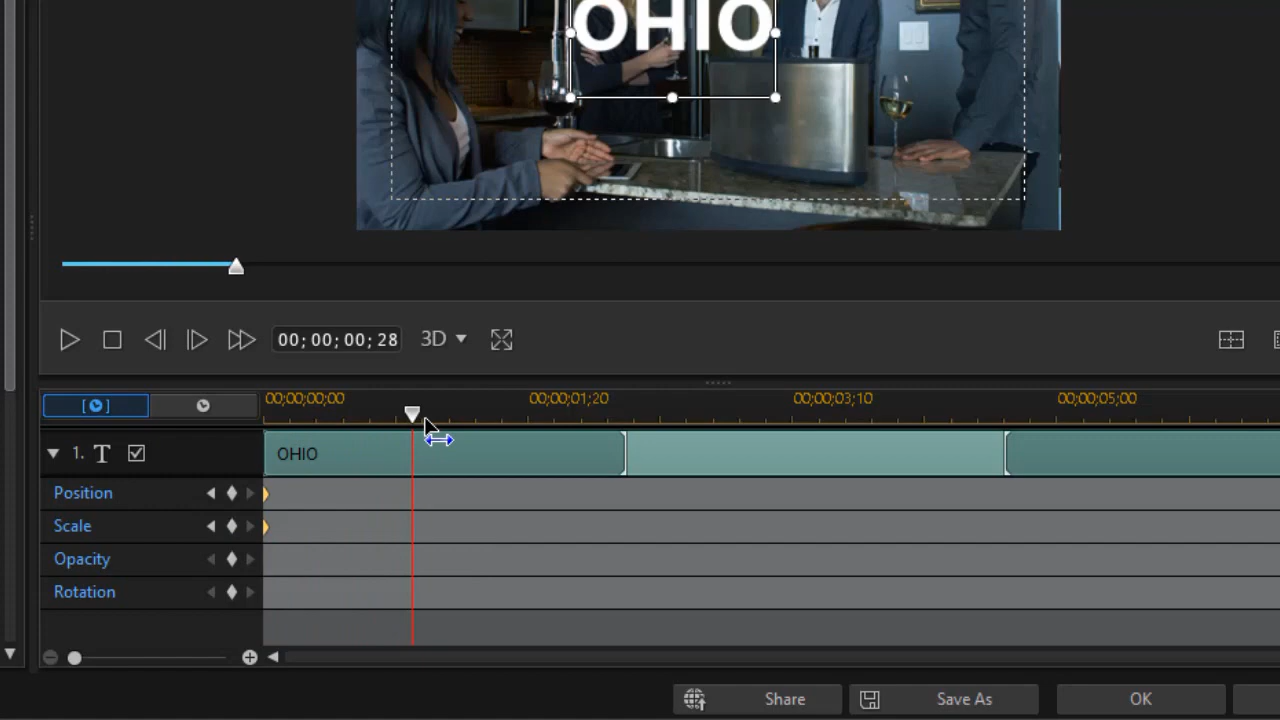 OHIO
00; 00; 00; 28
3D
00;00;00;00
00;00;01;20
00;00;03;10
00;00;05;00
1. T
OHIO
Position
Scale
Opacity
Rotation
Share
Save As
OK